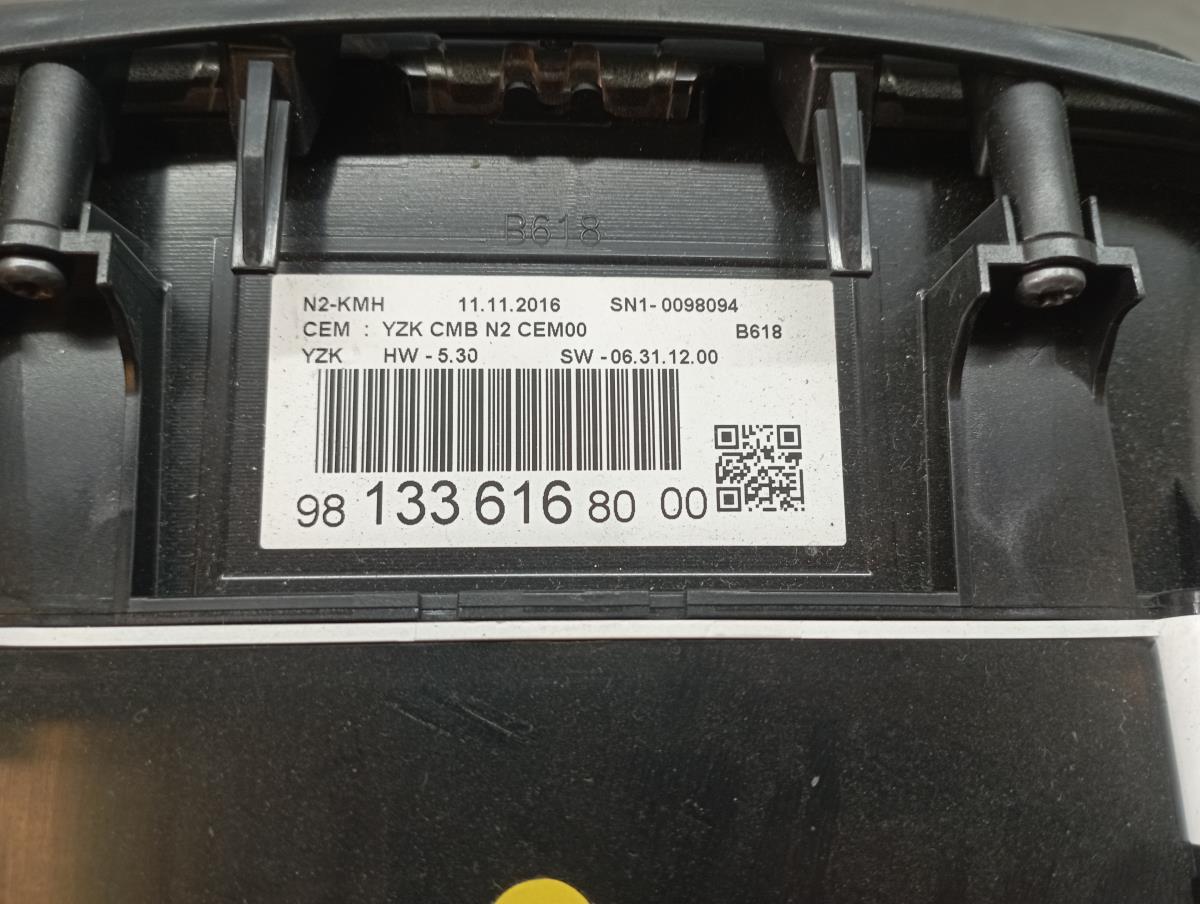 B618
N2-KMH 11.11.2016 SN1-0098094
CEM : YZK CMB N2 CEM00 B618
YZK HW - 5.30 SW -06.31.12.00
98 133 616 80 00